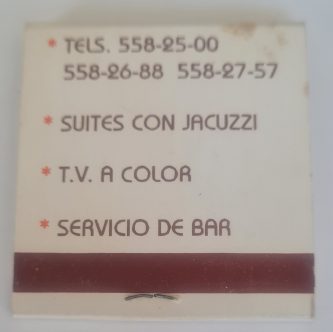 * TELS. 558-25-00
558-26-88 558-27-57
* SUITES CON JACUZZI
* T.V. A COLOR
* SERVICIO DE BAR